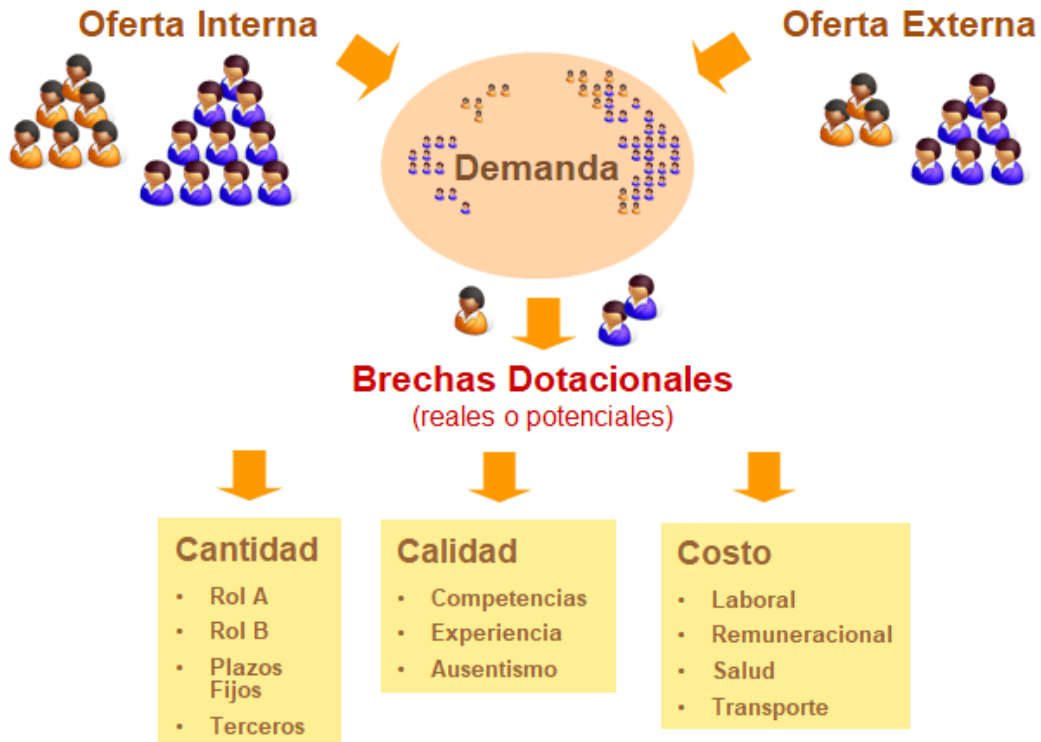 Oferta Interna
Oferta Externa
Demanda
Brechas Dotacionales
(reales o potenciales)
Cantidad
• Rol A
• Rol B
• Plazos
Fijos
• Terceros
Calidad
• Competencias
• Experiencia
• Ausentismo
Costo
• Laboral
• Remuneracional
• Salud
• Transporte